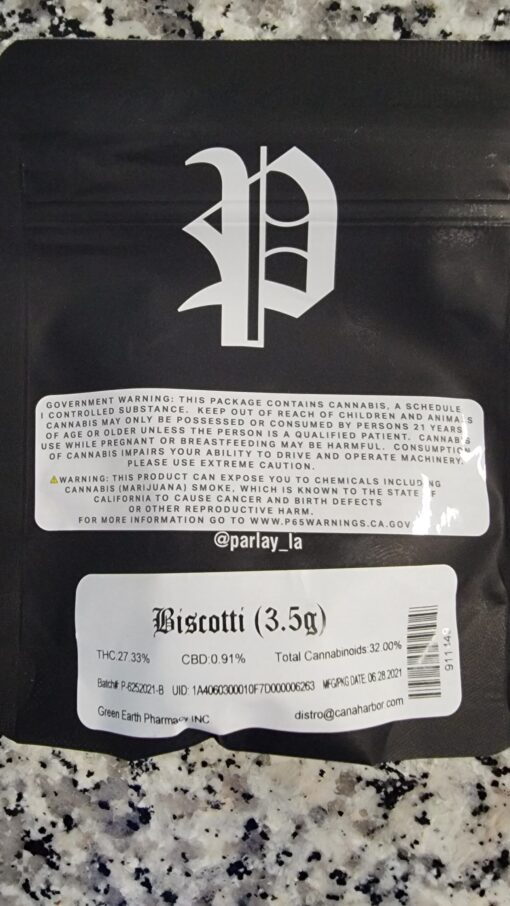 P
GOVERNMENT WARNING: THIS PACKAGE CONTAINS CANNABIS, A SCHEDULE
I CONTROLLED SUBSTANCE. KEEP OUT OF REACH OF CHILDREN AND ANIMALS
CANNABIS MAY ONLY BE POSSESSED OR CONSUMED BY PERSONS 21 YEARS
OF AGE OR OLDER UNLESS THE PERSON IS A QUALIFIED PATIENT. CANNABIS
USE WHILE PREGNANT OR BREASTFEEDING MAY BE HARMFUL. CONSUMPTION
OF CANNABIS IMPAIRS YOUR ABILITY TO DRIVE AND OPERATE MACHINERY.
PLEASE USE EXTREME CAUTION.
⚠WARNING: THIS PRODUCT CAN EXPOSE YOU TO CHEMICALS INCLUDING
CANNABIS (MARIJUANA) SMOKE, WHICH IS KNOWN TO THE STATE OF
CALIFORNIA TO CAUSE CANCER AND BIRTH DEFECTS
OR OTHER REPRODUCTIVE HARM.
FOR MORE INFORMATION GO TO WWW.P65WARNINGS.CA.GOV
@parlay_la
Biscotti (3.5g)
THC:27.33% CBD:0.91% Total Cannabinoids:32.00%
Batch#: P-6252021-B UID: 1A4060300010F7D000006263 MFG/PKG DATE: 06.28.2021
Green Earth Pharmacy INC distro@canaharbor.com
911149